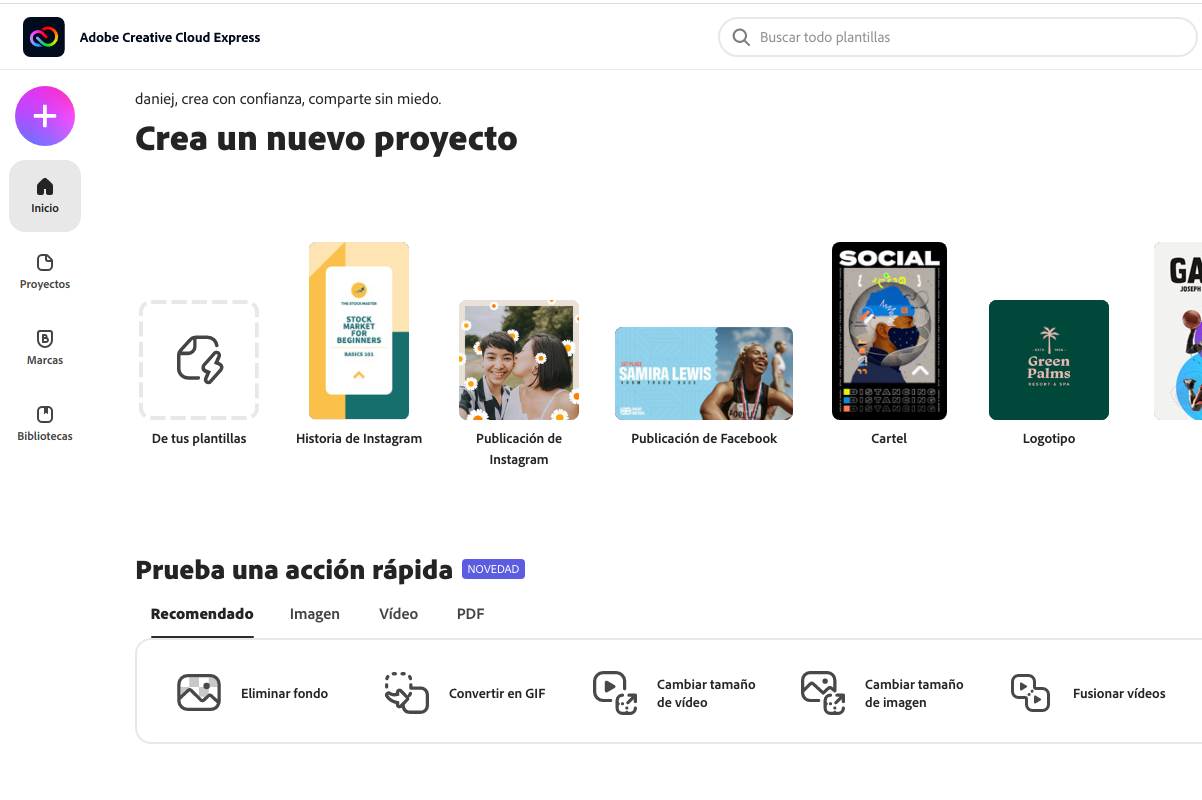 Adobe Creative Cloud Express
Buscar todo plantillas
daniej, crea con confianza, comparte sin miedo.
Crea un nuevo proyecto
Inicio
Proyectos
Marcas
Bibliotecas
THE STOCK MASTER
STOCK
MARKET
FOR
BEGINNERS
BASICS 101
1ST PLACE
SAMIRA LEWIS
SOCIAL
DISTANCING
DISTANCING
DISTANCING
Green
Palms
RESORT & SPA
GA
JOSEPH
De tus plantillas
Historia de Instagram
Publicación de
Instagram
Publicación de Facebook
Cartel
Logotipo
Prueba una acción rápida NOVEDAD
Recomendado Imagen Vídeo PDF
Eliminar fondo
Convertir en GIF
Cambiar tamaño
de vídeo
Cambiar tamaño
de imagen
Fusionar vídeos